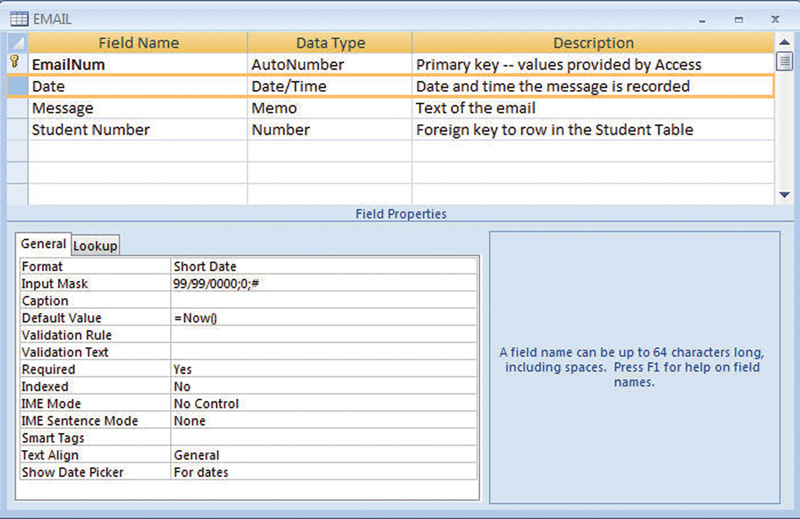 EMAIL
Field Name Data Type Description
EmailNum AutoNumber Primary key -- values provided by Access
Date Date/Time Date and time the message is recorded
Message Memo Text of the email
Student Number Number Foreign key to row in the Student Table
Field Properties
General Lookup
Format Short Date
Input Mask 99/99/0000;0;#
Caption
Default Value =Now()
Validation Rule
Validation Text
Required Yes
Indexed No
IME Mode No Control
IME Sentence Mode None
Smart Tags
Text Align General
Show Date Picker For dates
A field name can be up to 64 characters long,
including spaces. Press F1 for help on field
names.